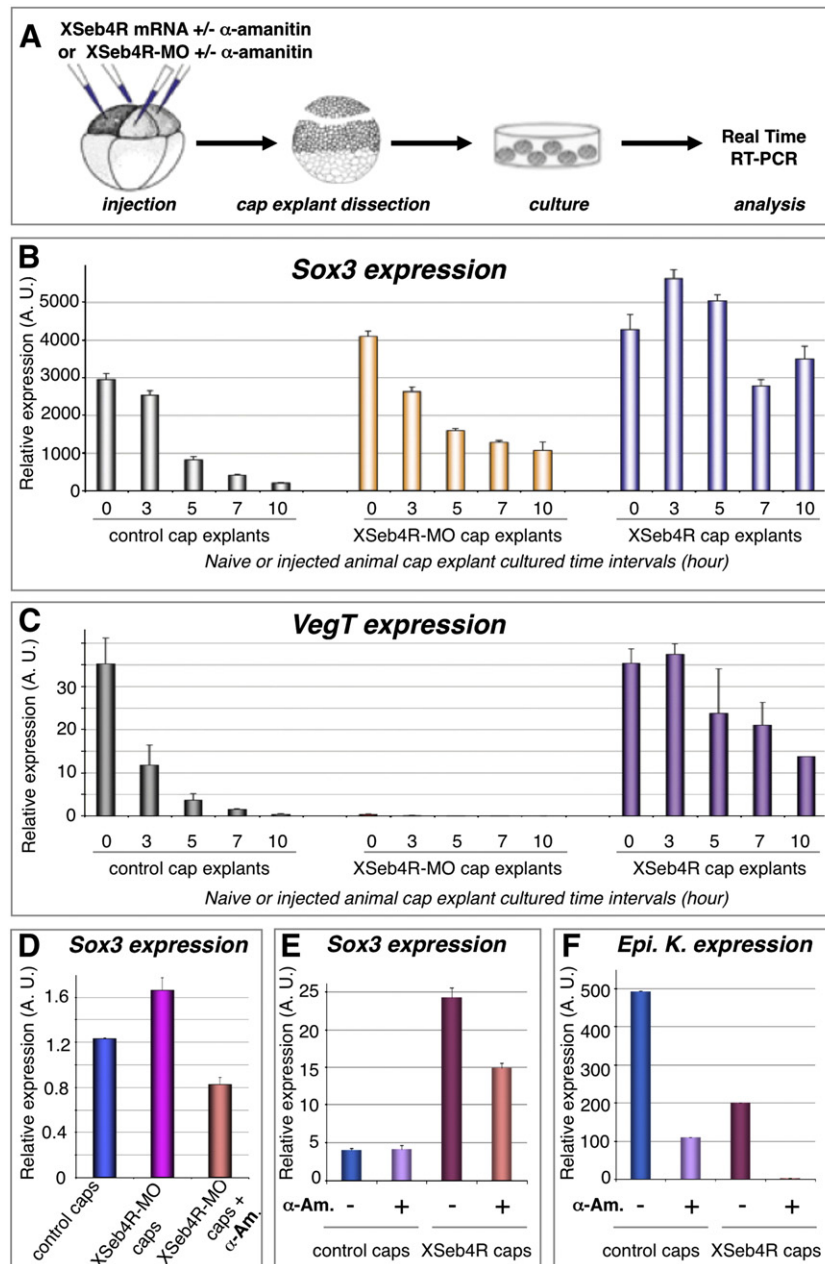 A
XSeb4R mRNA +/- α-amanitin
or XSeb4R-MO +/- α-amanitin
Real Time
RT-PCR
injection
cap explant dissection
culture
analysis
B
Sox3 expression
Relative expression (A. U.)
5000
4000
3000
2000
1000
0
0 3 5 7 10 0 3 5 7 10 0 3 5 7 10
control cap explants XSeb4R-MO cap explants XSeb4R cap explants
Naive or injected animal cap explant cultured time intervals (hour)
C
VegT expression
Relative expression (A. U.)
30
20
10
0
0 3 5 7 10 0 3 5 7 10 0 3 5 7 10
control cap explants XSeb4R-MO cap explants XSeb4R cap explants
Naive or injected animal cap explant cultured time intervals (hour)
D
Sox3 expression
Relative expression (A. U.)
1.6
1.2
0.8
0.4
0
control caps
XSeb4R-MO
caps
XSeb4R-MO
caps +
α-Am.
E
Sox3 expression
Relative expression (A. U.)
25
20
15
10
5
0
α-Am. - + - +
control caps XSeb4R caps
F
Epi. K. expression
Relative expression (A. U.)
500
400
300
200
100
0
α-Am. - + - +
control caps XSeb4R caps